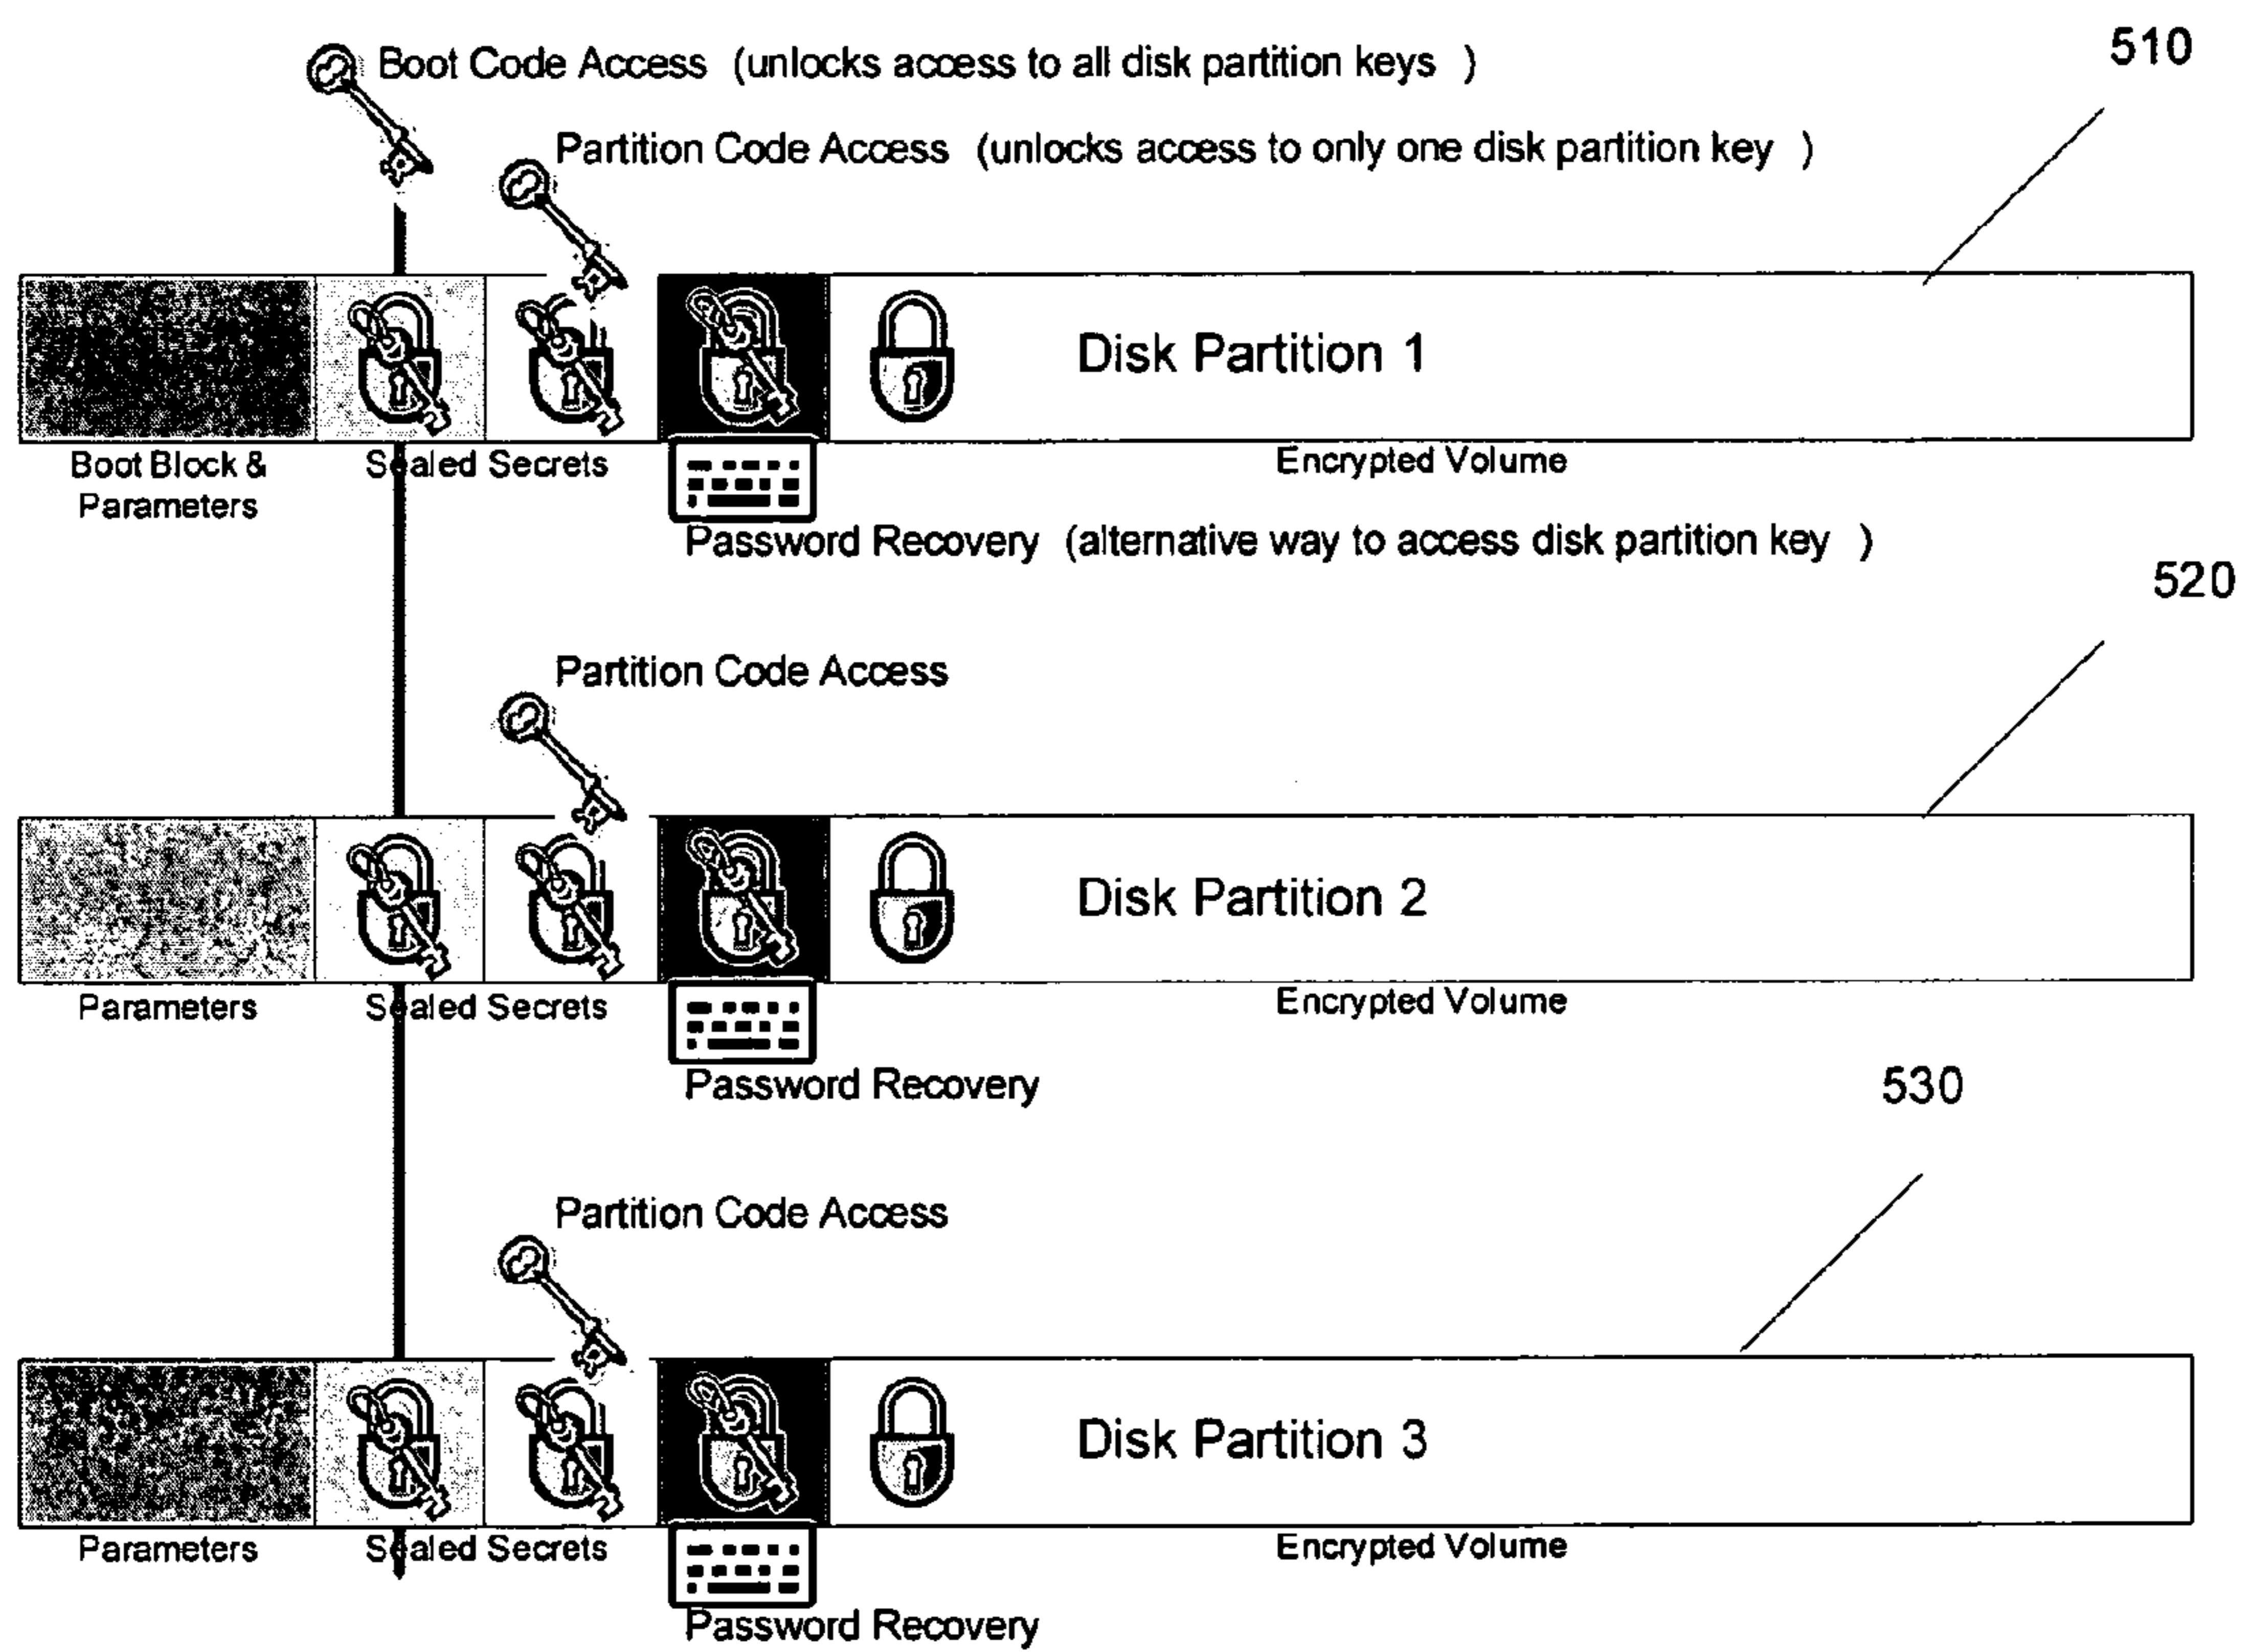 510
Boot Code Access (unlocks access to all disk partition keys )
Partition Code Access (unlocks access to only one disk partition key )
Disk Partition 1
Boot Block & Parameters
Sealed Secrets
Encrypted Volume
Password Recovery (alternative way to access disk partition key )
520
Partition Code Access
Disk Partition 2
Parameters
Sealed Secrets
Encrypted Volume
Password Recovery
530
Partition Code Access
Disk Partition 3
Parameters
Sealed Secrets
Encrypted Volume
Password Recovery